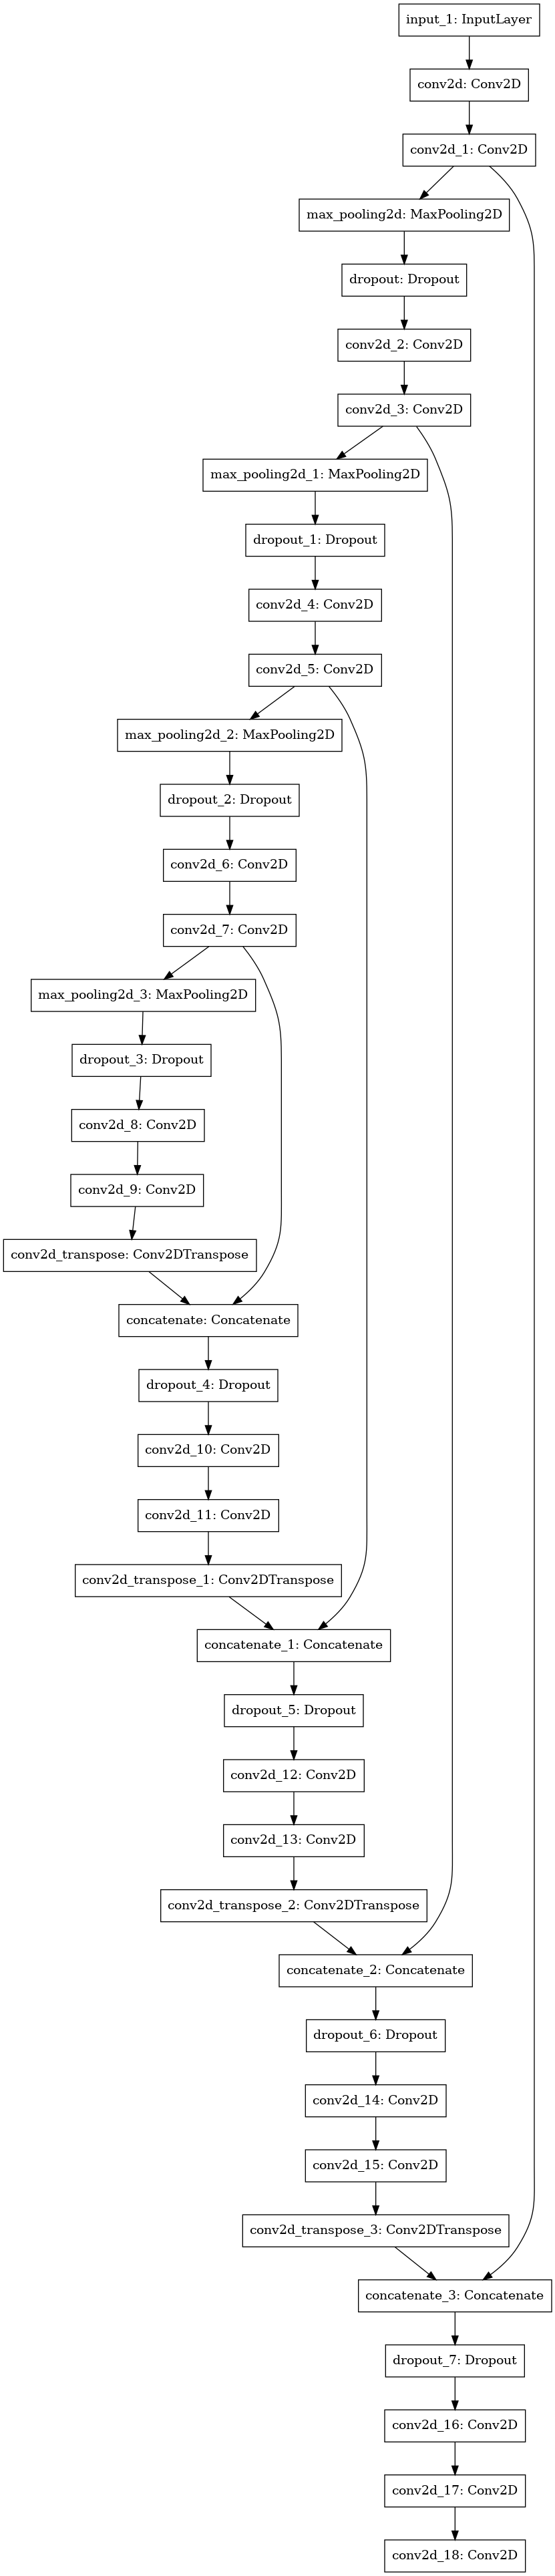 input_1: InputLayer
conv2d: Conv2D
conv2d_1: Conv2D
max_pooling2d: MaxPooling2D
dropout: Dropout
conv2d_2: Conv2D
conv2d_3: Conv2D
max_pooling2d_1: MaxPooling2D
dropout_1: Dropout
conv2d_4: Conv2D
conv2d_5: Conv2D
max_pooling2d_2: MaxPooling2D
dropout_2: Dropout
conv2d_6: Conv2D
conv2d_7: Conv2D
max_pooling2d_3: MaxPooling2D
dropout_3: Dropout
conv2d_8: Conv2D
conv2d_9: Conv2D
conv2d_transpose: Conv2DTranspose
concatenate: Concatenate
dropout_4: Dropout
conv2d_10: Conv2D
conv2d_11: Conv2D
conv2d_transpose_1: Conv2DTranspose
concatenate_1: Concatenate
dropout_5: Dropout
conv2d_12: Conv2D
conv2d_13: Conv2D
conv2d_transpose_2: Conv2DTranspose
concatenate_2: Concatenate
dropout_6: Dropout
conv2d_14: Conv2D
conv2d_15: Conv2D
conv2d_transpose_3: Conv2DTranspose
concatenate_3: Concatenate
dropout_7: Dropout
conv2d_16: Conv2D
conv2d_17: Conv2D
conv2d_18: Conv2D